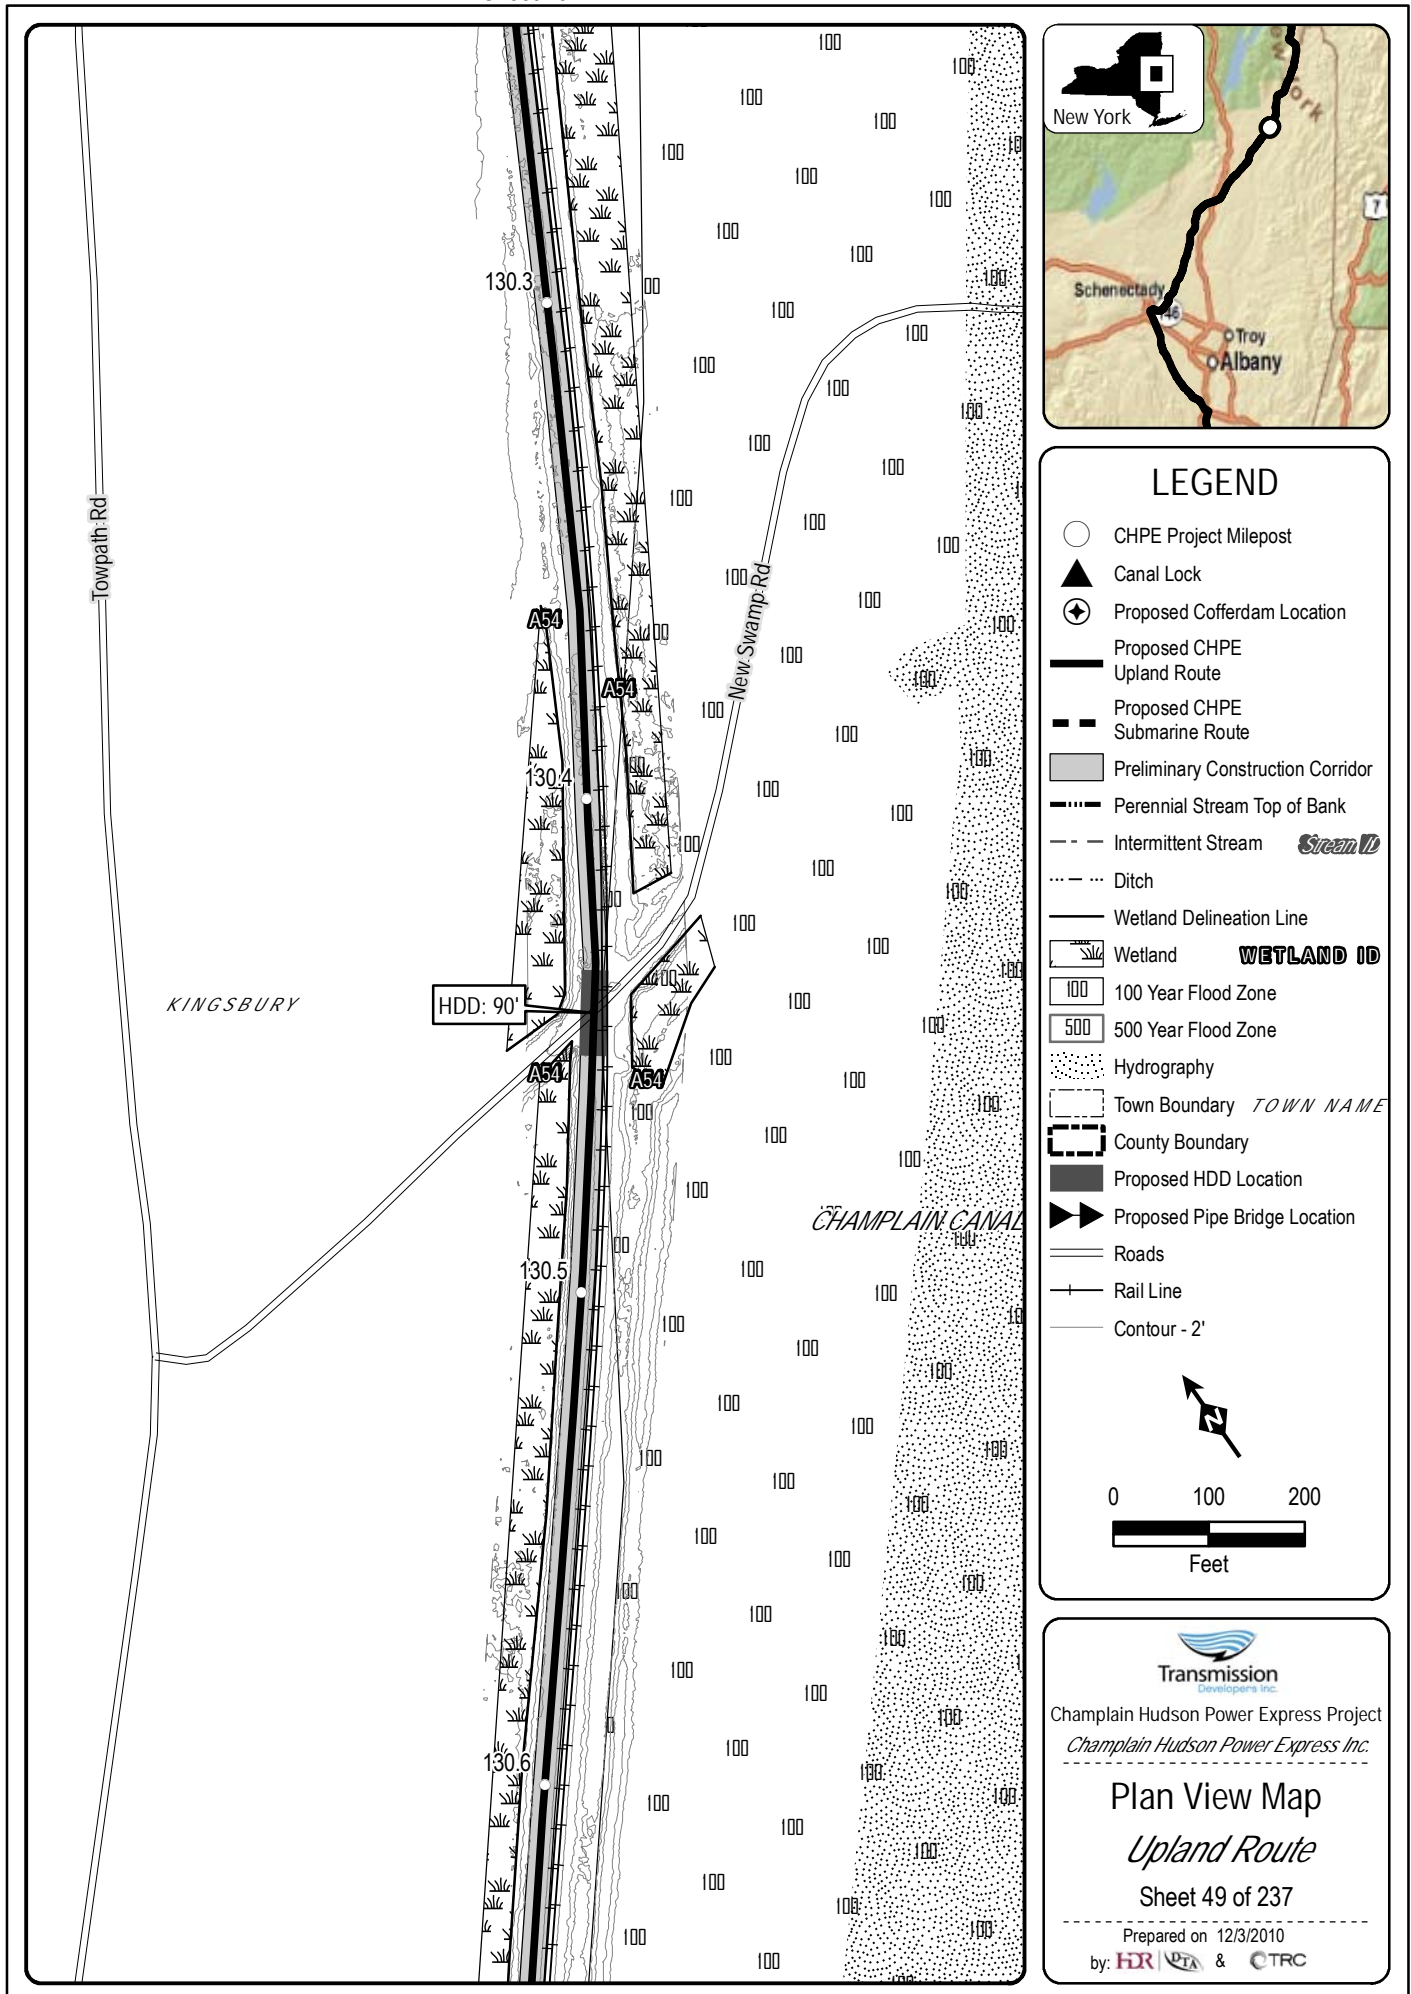 130.3
Towpath Rd
A54
New Swamp Rd
A54
130.4
KINGSBURY
HDD: 90'
A54
A54
CHAMPLAIN CANAL
130.5
130.6
100
New York
7
Schenectady
146
Troy
Albany
LEGEND
CHPE Project Milepost
Canal Lock
Proposed Cofferdam Location
Proposed CHPE
Upland Route
Proposed CHPE
Submarine Route
Preliminary Construction Corridor
Perennial Stream Top of Bank
Intermittent Stream Stream ID
Ditch
Wetland Delineation Line
Wetland WETLAND ID
100 100 Year Flood Zone
500 500 Year Flood Zone
Hydrography
Town Boundary TOWN NAME
County Boundary
Proposed HDD Location
Proposed Pipe Bridge Location
Roads
Rail Line
Contour - 2'
N
0 100 200
Feet
Transmission
Developers Inc.
Champlain Hudson Power Express Project
Champlain Hudson Power Express Inc.
Plan View Map
Upland Route
Sheet 49 of 237
Prepared on 12/3/2010
by: HDR | DTA & TRC